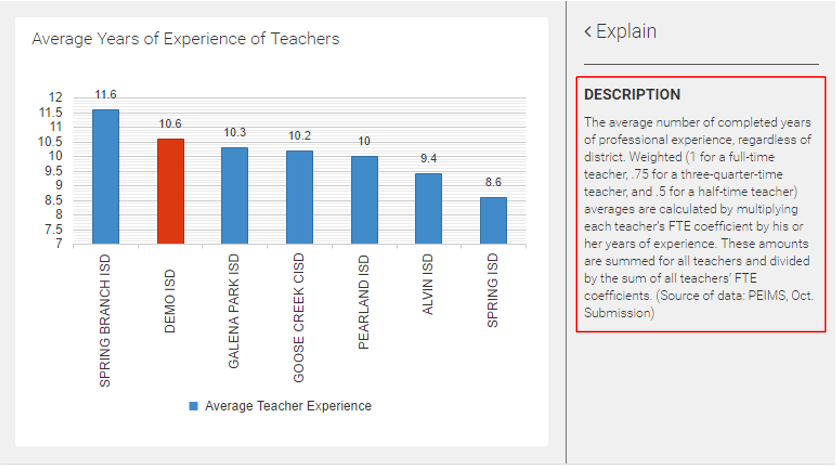 Average Years of Experience of Teachers
12
11.5
11
10.5
10
9.5
9
8.5
8
7.5
7
11.6
10.6
10.3
10.2
10
9.4
8.6
SPRING BRANCH ISD
DEMO ISD
GALENA PARK ISD
GOOSE CREEK CISD
PEARLAND ISD
ALVIN ISD
SPRING ISD
Average Teacher Experience
< Explain
DESCRIPTION
The average number of completed years
of professional experience, regardless of
district. Weighted (1 for a full-time
teacher, .75 for a three-quarter-time
teacher, and .5 for a half-time teacher)
averages are calculated by multiplying
each teacher's FTE coefficient by his or
her years of experience. These amounts
are summed for all teachers and divided
by the sum of all teachers' FTE
coefficients. (Source of data: PEIMS, Oct.
Submission)